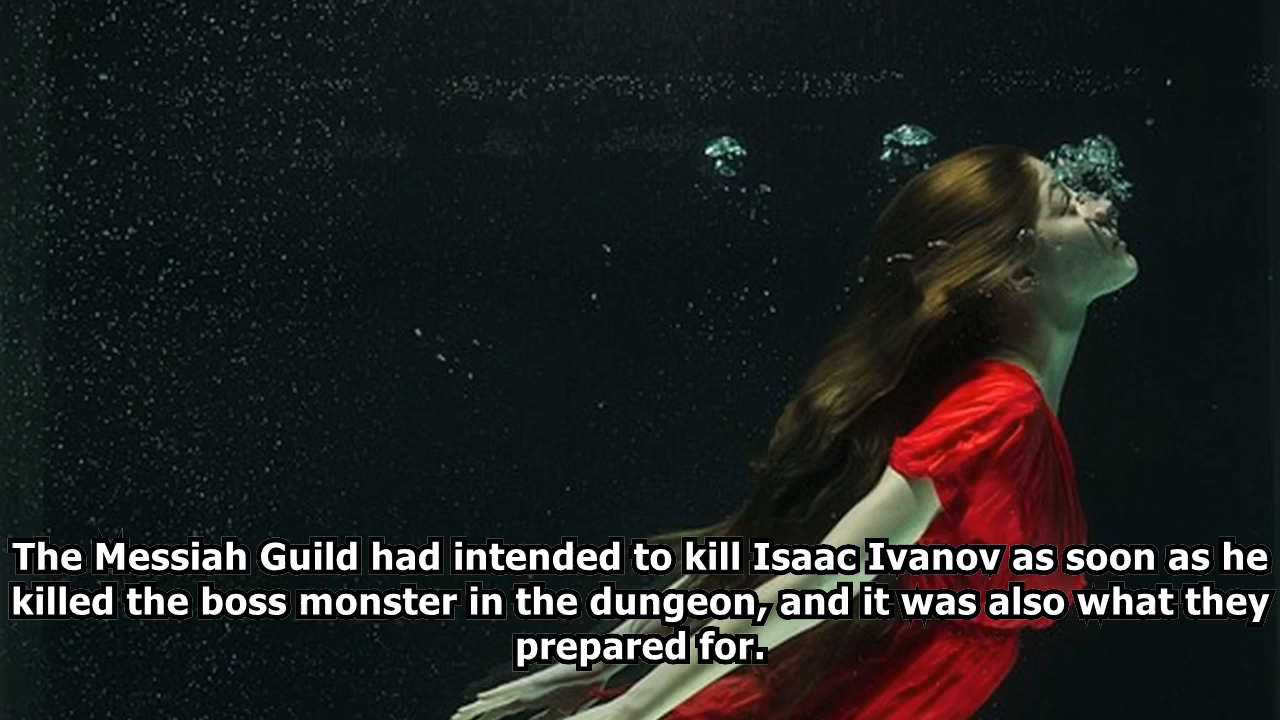 The Messiah Guild had intended to kill Isaac Ivanov as soon as he
killed the boss monster in the dungeon, and it was also what they
prepared for.